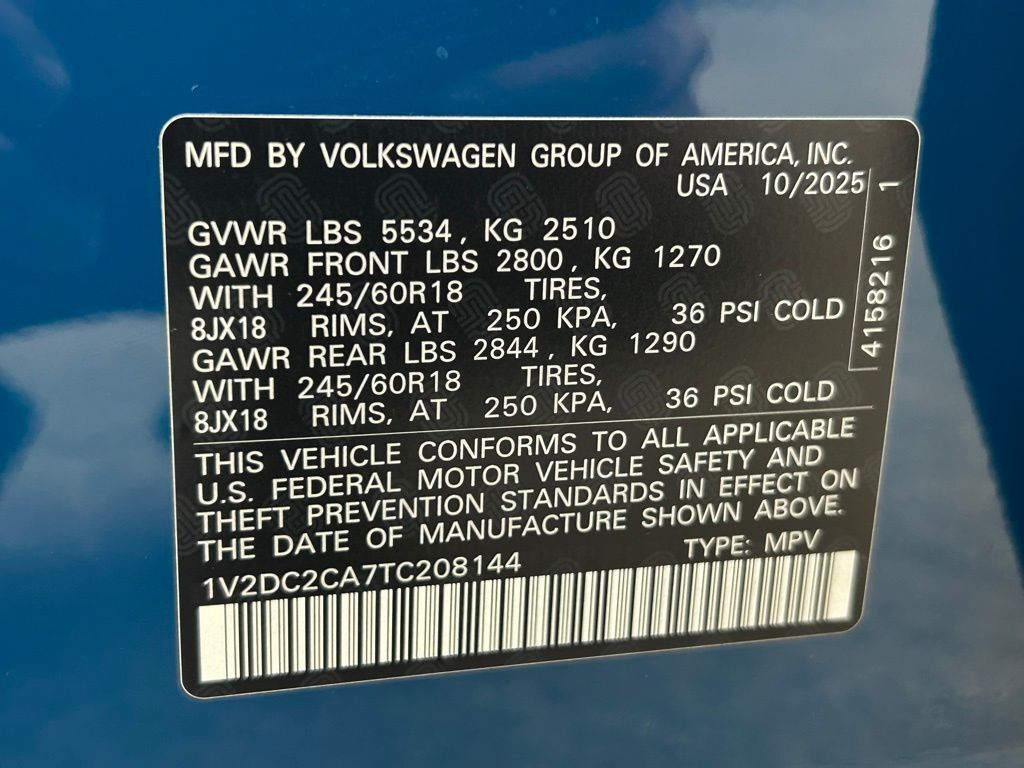 MFD BY VOLKSWAGEN GROUP OF AMERICA, INC.
USA 10/2025
GVWR LBS 5534, KG 2510
GAWR FRONT LBS 2800, KG 1270
WITH 245/60R18 TIRES,
8JX18 RIMS, AT 250 KPA, 36 PSI COLD
GAWR REAR LBS 2844, KG 1290
WITH 245/60R18 TIRES,
8JX18 RIMS, AT 250 KPA, 36 PSI COLD
THIS VEHICLE CONFORMS TO ALL APPLICABLE
U.S. FEDERAL MOTOR VEHICLE SAFETY AND
THEFT PREVENTION STANDARDS IN EFFECT ON
THE DATE OF MANUFACTURE SHOWN ABOVE.
1V2DC2CA7TC208144 TYPE: MPV
4158216 1